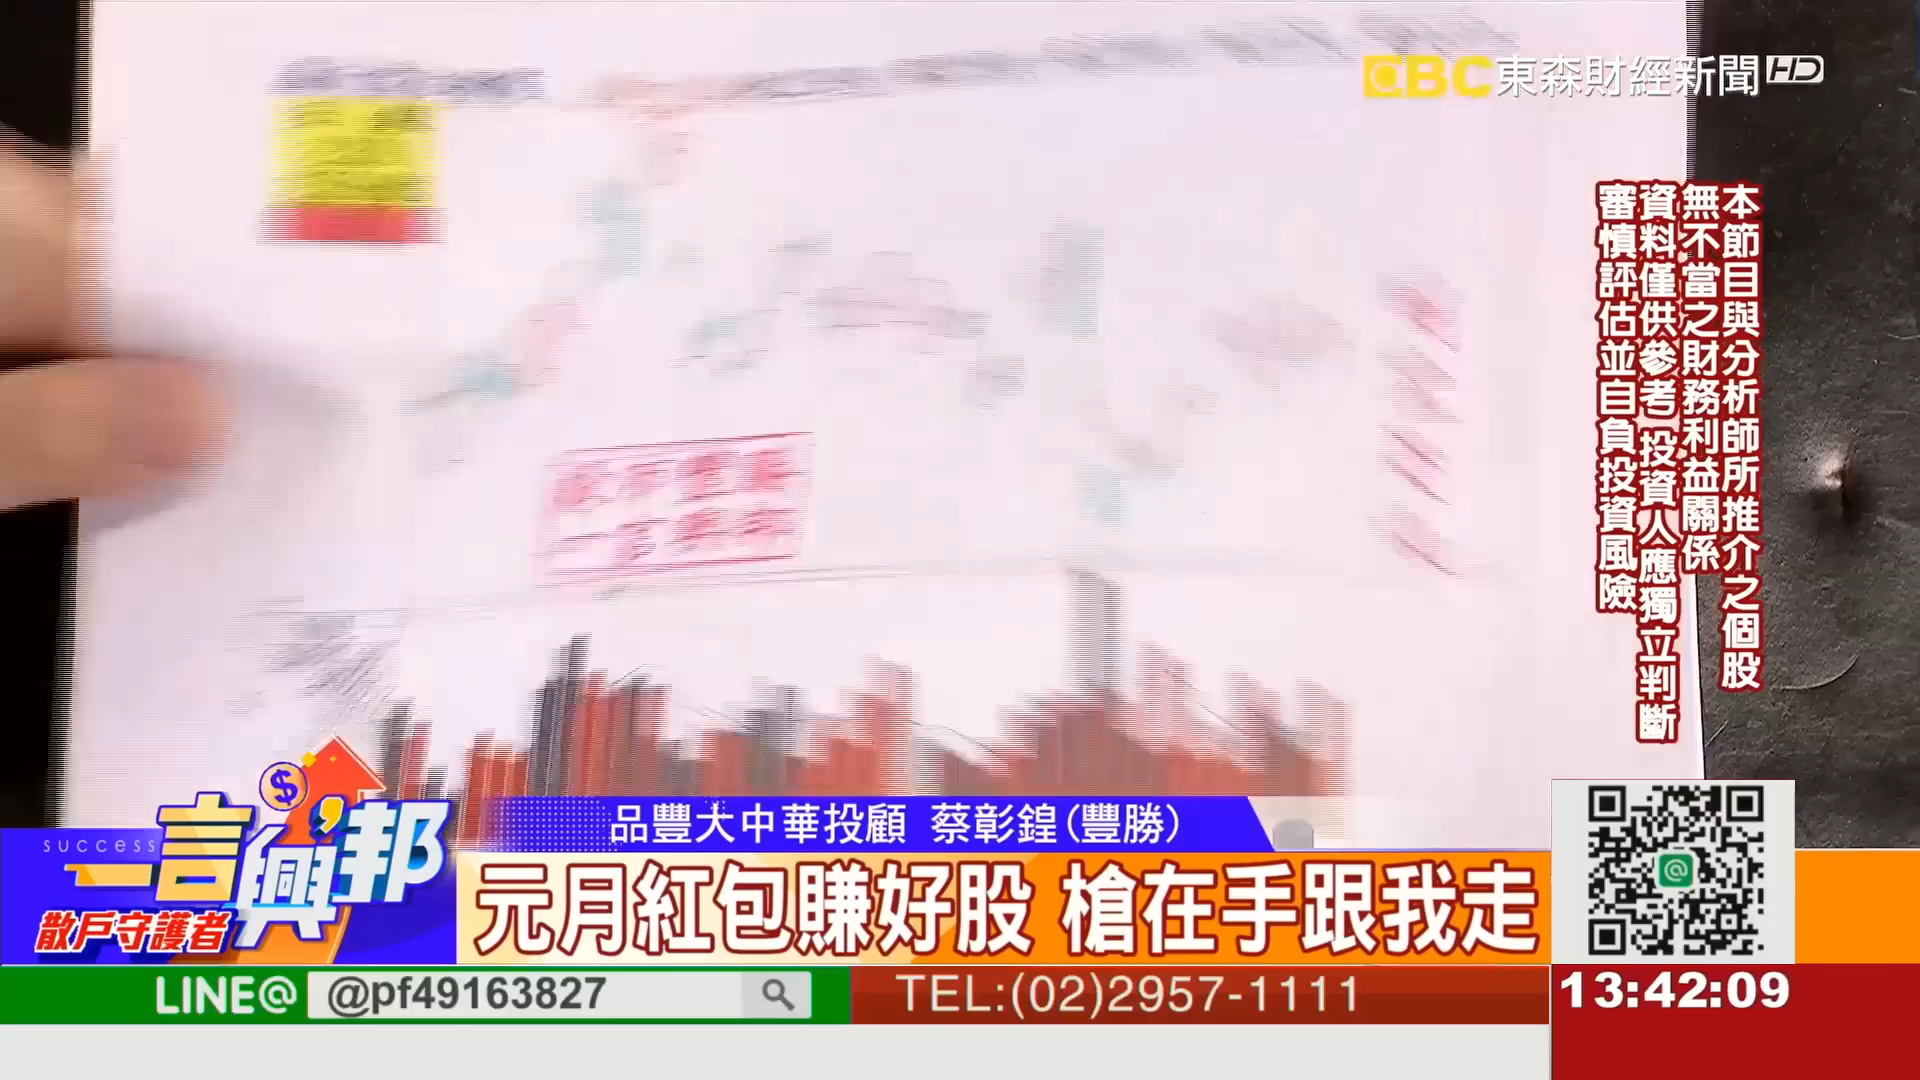 EBC東森財經新聞HD
本節目與分析師所推介之個股
無不當之財務利益關係
資料僅供參考 投資人應獨立判斷
審慎評估並自負投資風險
success
一言興邦
散戶守護者
品豐大中華投顧 蔡彰鍠(豐勝)
元月紅包賺好股 槍在手跟我走
LINE@ @pf49163827
TEL:(02)2957-1111
13:42:09